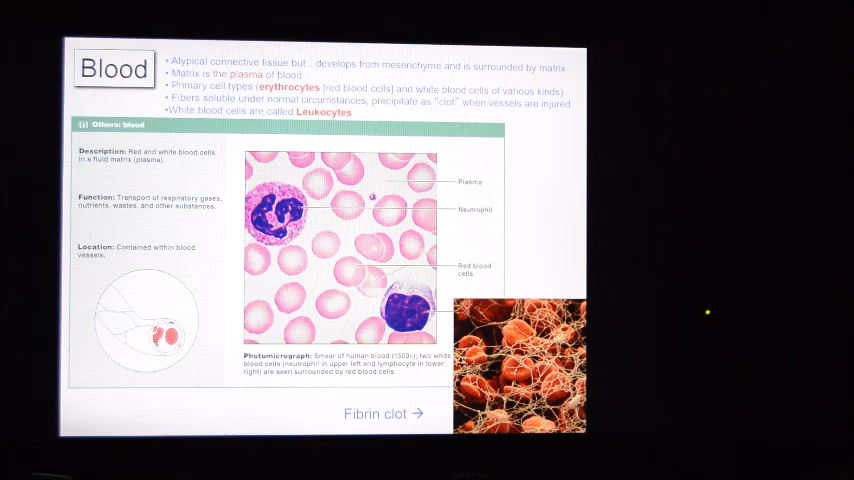 Blood
• Atypical connective tissue but…develops from mesenchyme and is surrounded by matrix
• Matrix is the plasma of blood
• Primary cell types (erythrocytes [red blood cells] and white blood cells of various kinds)
• Fibers soluble under normal circumstances; precipitate as "clot" when vessels are injured
•White blood cells are called Leukocytes
(j) Others: blood
Description: Red and white blood cells
in a fluid matrix (plasma).
Function: Transport of respiratory gases,
nutrients, wastes, and other substances.
Location: Contained within blood
vessels.
Plasma
Neutrophil
Red blood
cells
Photomicrograph: Smear of human blood (1500x); two white
blood cells (neutrophil in upper left and lymphocyte in lower
right) are seen surrounded by red blood cells.
Fibrin clot →